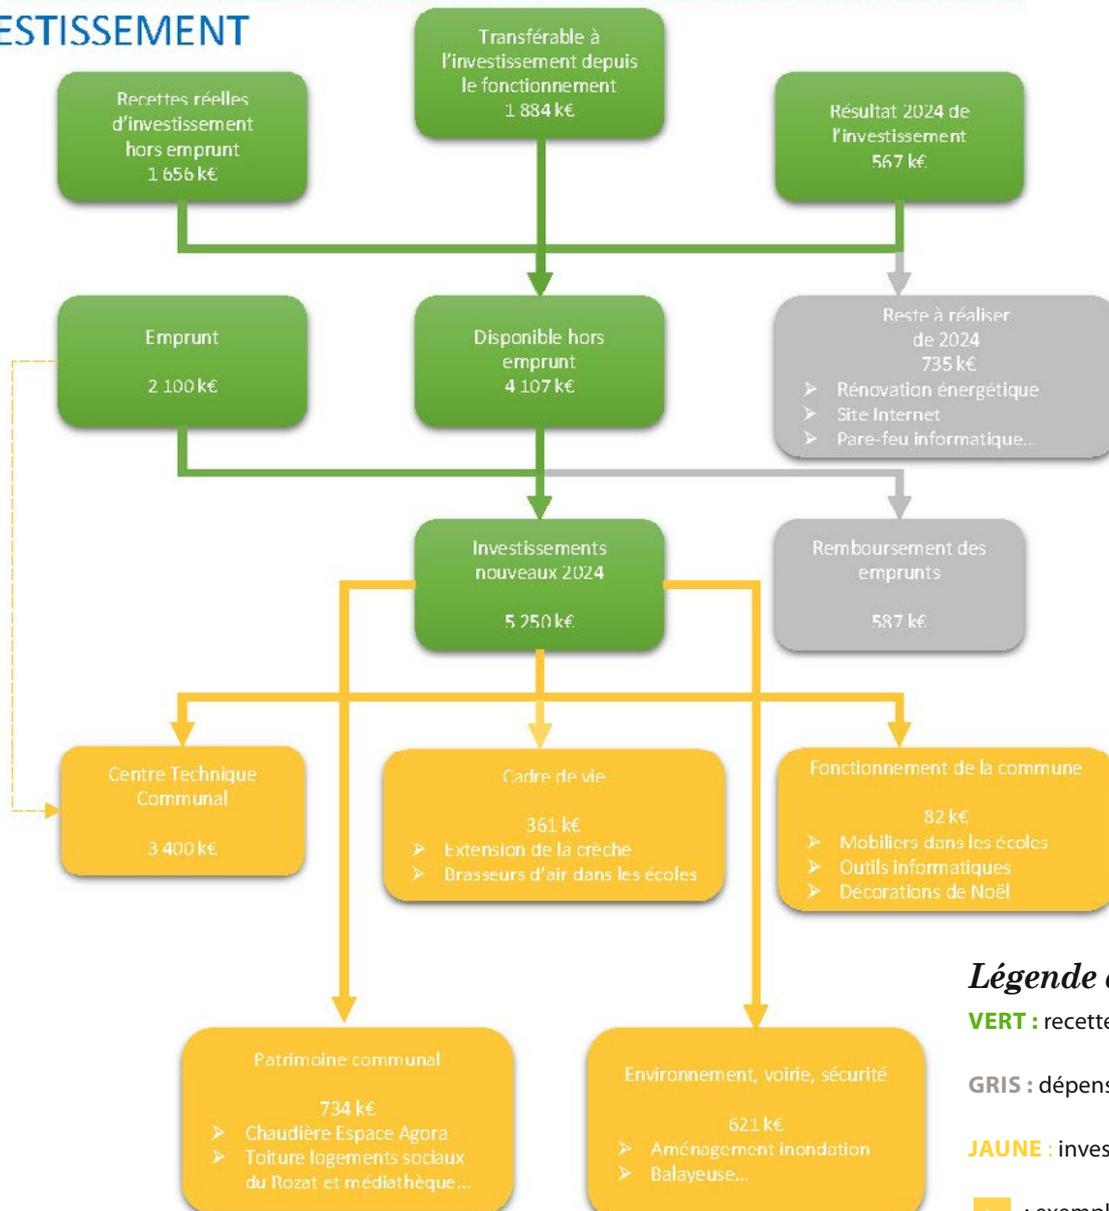 ESTISSEMENT
Transférable à
l'investissement depuis
le fonctionnement
1 884 k€
Recettes réelles
d'investissement
hors emprunt
1 656 k€
Résultat 2024 de
l'investissement
567 k€
Emprunt
2 100 k€
Disponible hors
emprunt
4 107 k€
Reste à réaliser
de 2024
735 k€
➢ Rénovation énergétique
➢ Site Internet
➢ Pare-feu informatique...
Investissements
nouveaux 2024
5 250 k€
Remboursement des
emprunts
587 k€
Centre Technique
Communal
3 400 k€
Cadre de vie
361 k€
➢ Extension de la crèche
➢ Brasseurs d'air dans les écoles
Fonctionnement de la commune
82 k€
➢ Mobiliers dans les écoles
➢ Outils informatiques
➢ Décorations de Noël
Patrimoine communal
734 k€
➢ Chaudière Espace Agora
➢ Toiture logements sociaux
du Rozat et médiathèque...
Environnement, voirie, sécurité
621 k€
➢ Aménagement inondation
➢ Balayeuse...
Légende
VERT : recette
GRIS : dépens
JAUNE : inves
: exempl